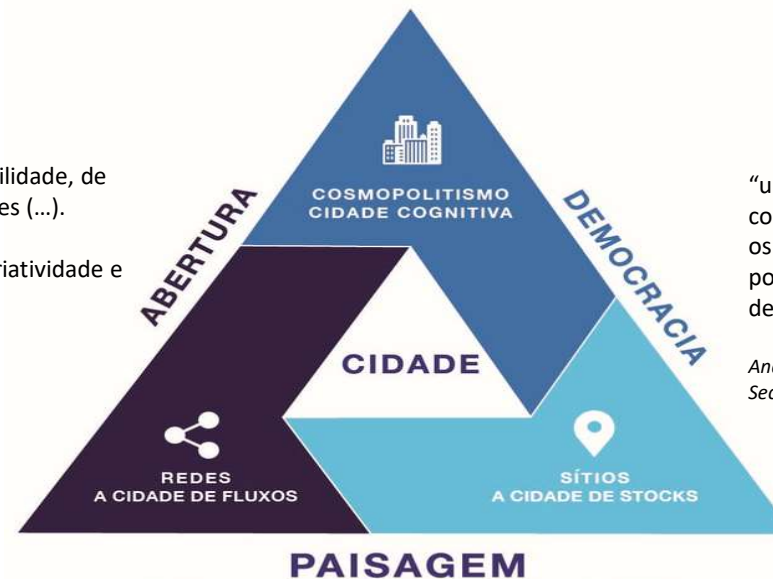 ilidade, de
es (…).
riatividade e
ABERTURA
COSMOPOLITISMO
CIDADE COGNITIVA
DEMOCRACIA
CIDADE
REDES
A CIDADE DE FLUXOS
SÍTIOS
A CIDADE DE STOCKS
PAISAGEM
“u
co
os
po
de
And
Sec